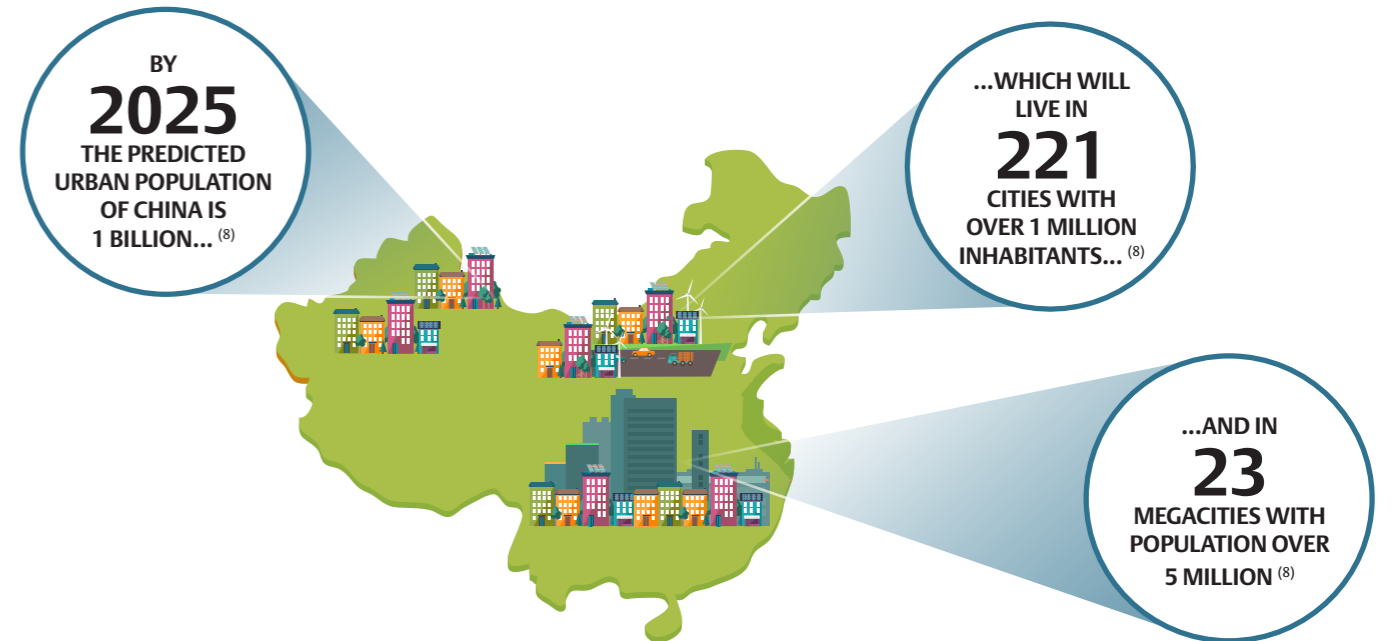 BY
2025
THE PREDICTED
URBAN POPULATION
OF CHINA IS
1 BILLION... (8)
...WHICH WILL
LIVE IN
221
CITIES WITH
OVER 1 MILLION
INHABITANTS... (8)
...AND IN
23
MEGACITIES WITH
POPULATION OVER
5 MILLION (8)